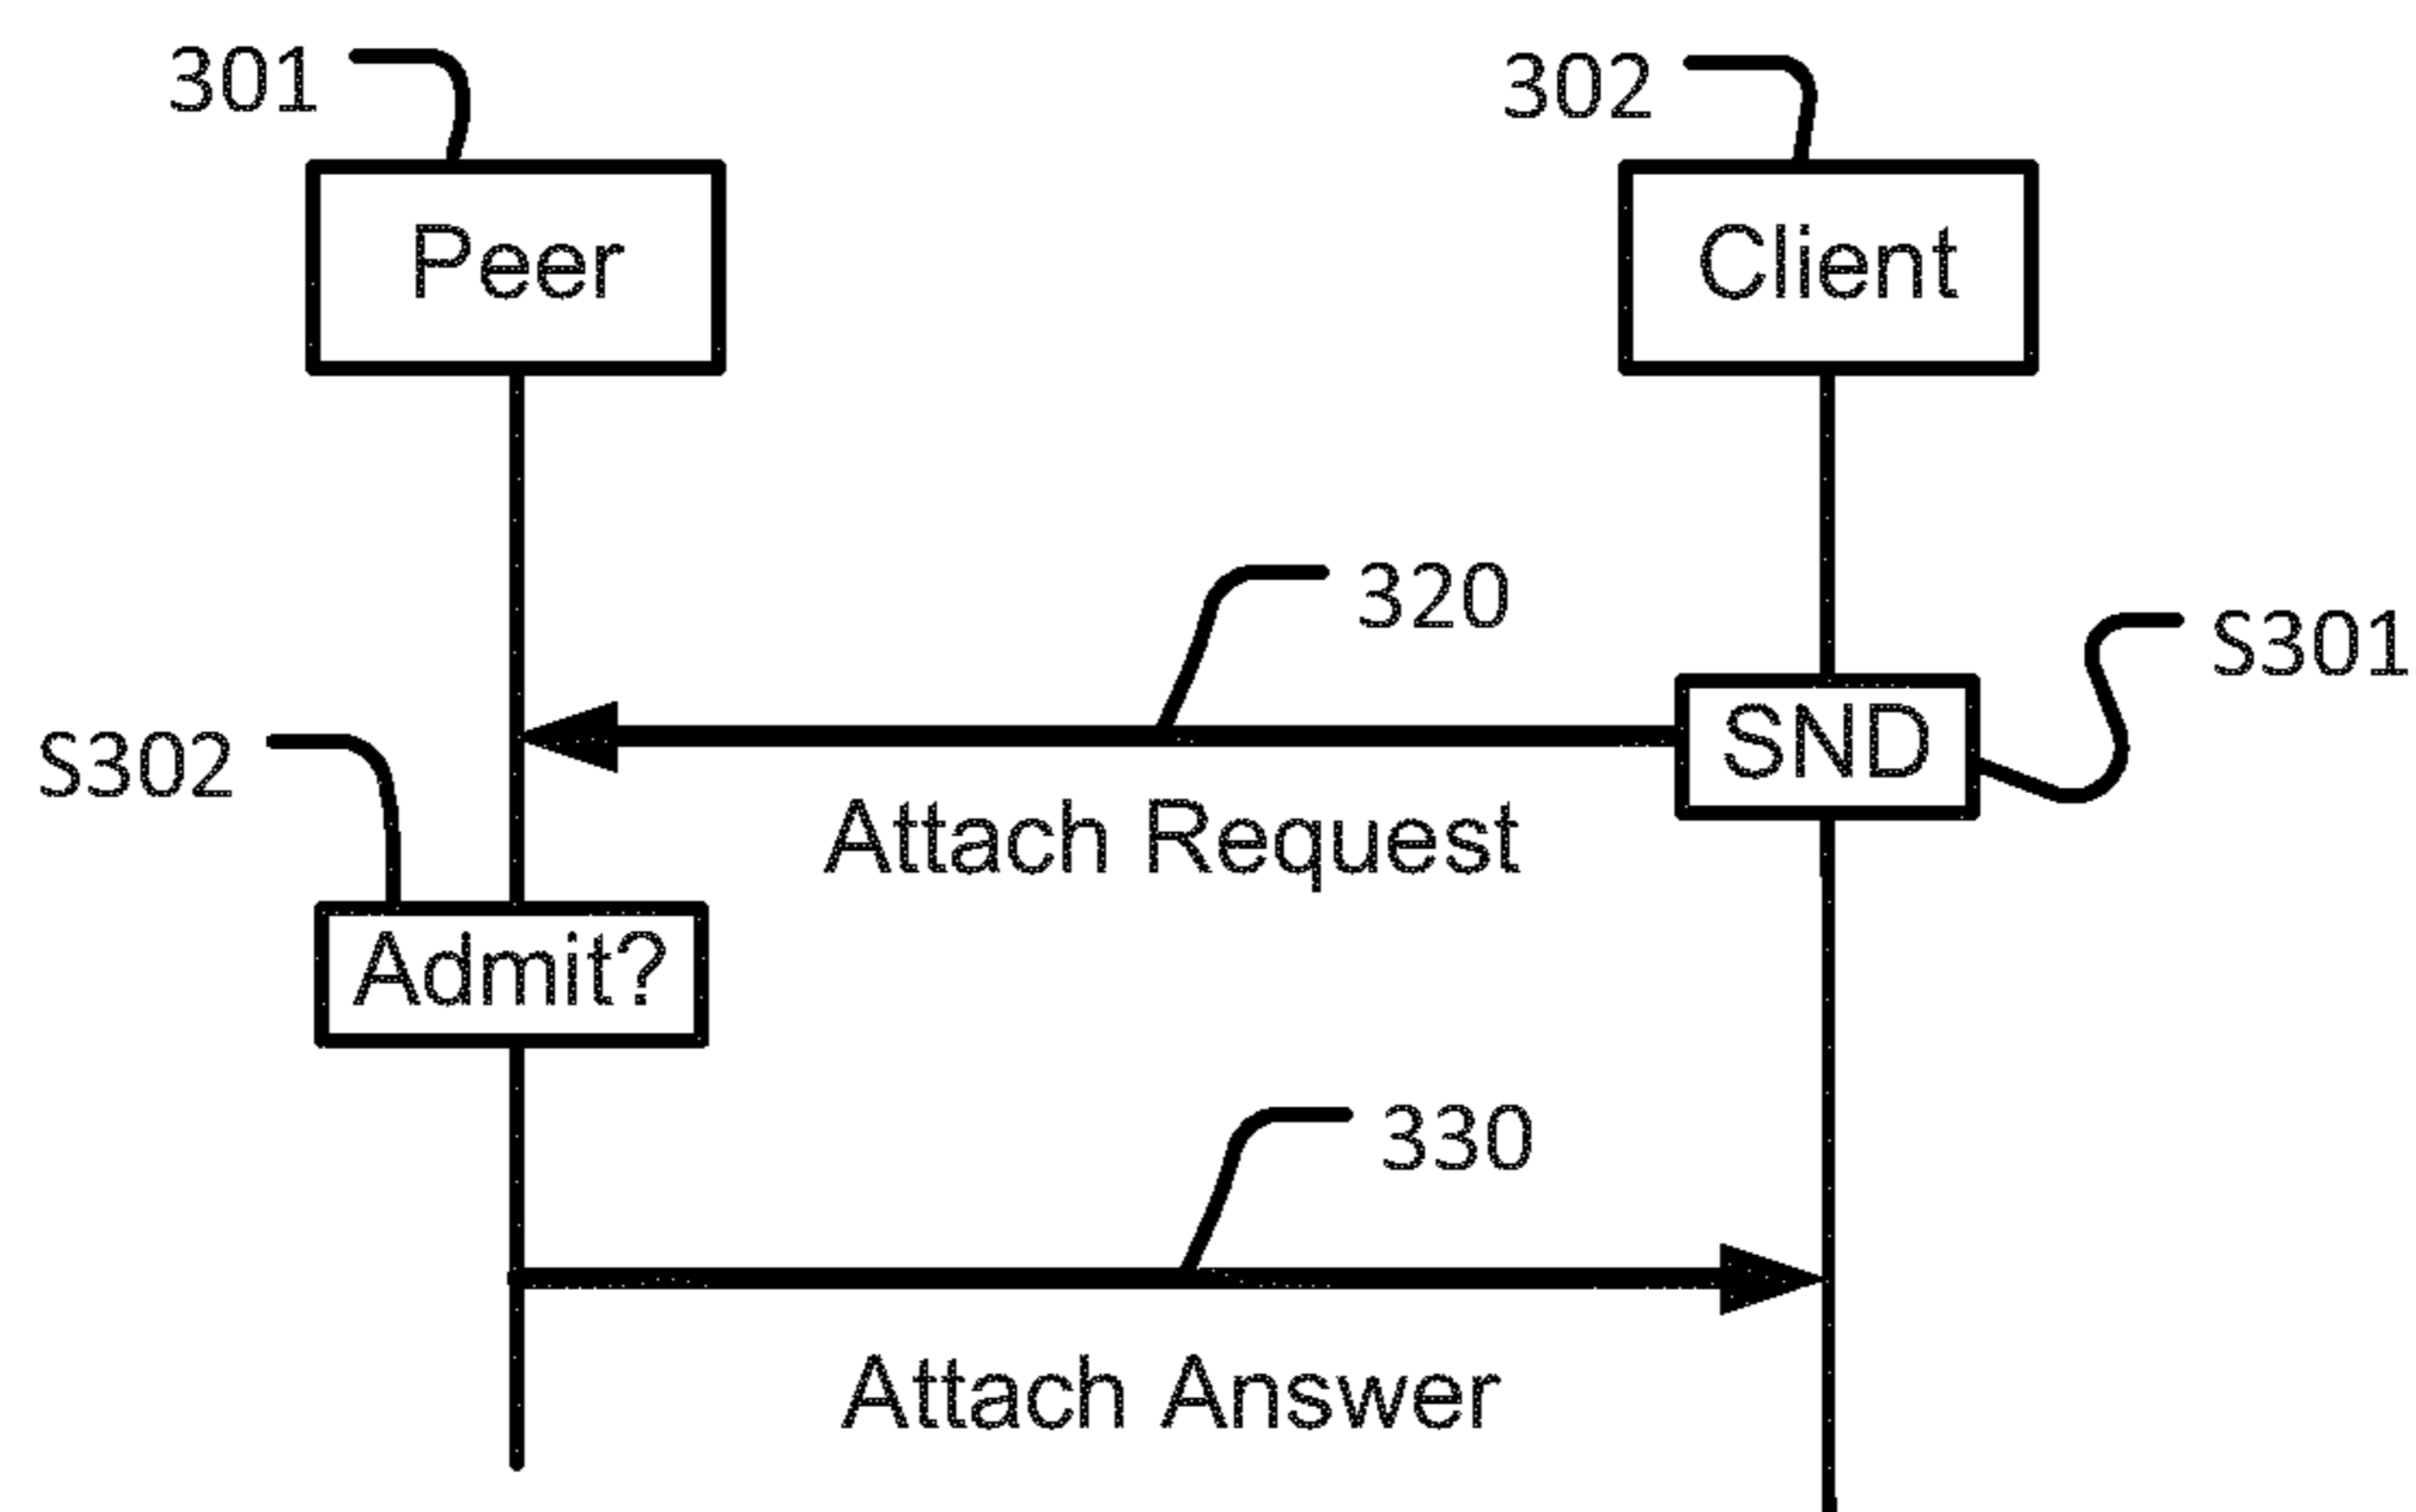 301
302
Peer
Client
320
S301
SND
S302
Attach Request
Admit?
330
Attach Answer